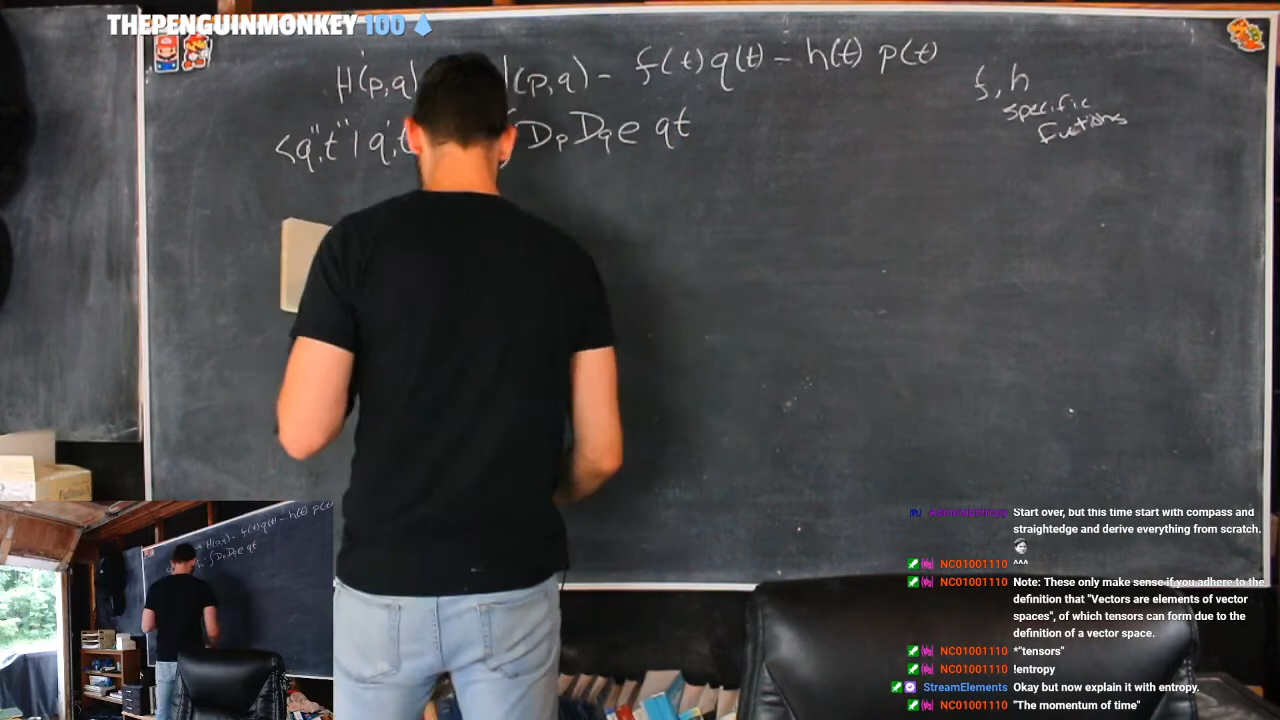 THEPENGUINMONKEY 100
H(p,q) (p,q) - f(t)q(t) - h(t) p(t)
f,h
specific
Fuctions
<q",t" | q',t ∫ Dp Dq e qt
Start over, but this time start with compass and
straightedge and derive everything from scratch.
NC01001110 ^^^
NC01001110 Note: These only make sense if you adhere to the
definition that "Vectors are elements of vector
spaces", of which tensors can form due to the
definition of a vector space.
NC01001110 *"tensors"
NC01001110 !entropy
StreamElements Okay but now explain it with entropy.
NC01001110 "The momentum of time"